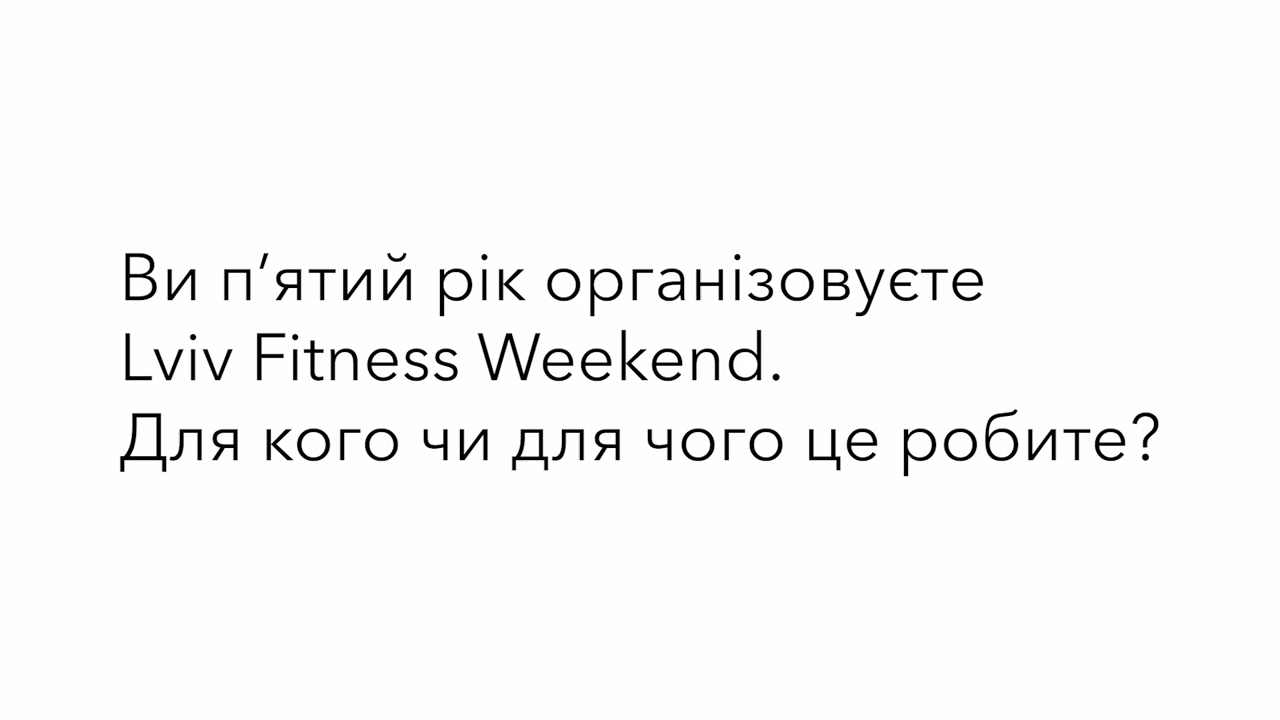 Ви п’ятий рік організовуєте
Lviv Fitness Weekend.
Для кого чи для чого це робите?